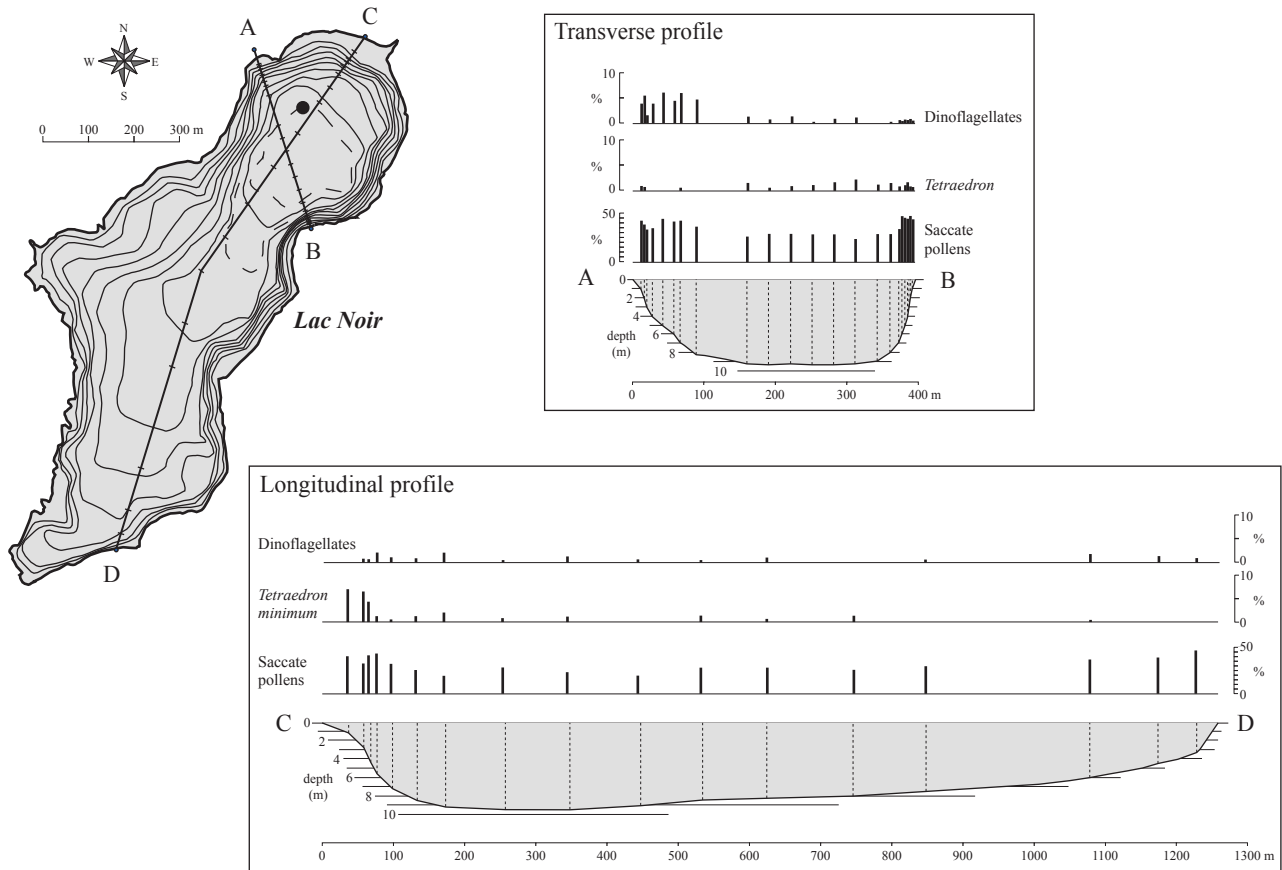 A
C
N
W
E
S
0 100 200 300 m
B
Lac Noir
D
Transverse profile
10
%
0
Dinoflagellates
10
%
0
Tetraedron
50
%
0
Saccate
pollens
A
B
0
2
4
6
8
10
depth
(m)
0 100 200 300 400 m
Longitudinal profile
Dinoflagellates
10
%
0
Tetraedron
minimum
10
%
0
Saccate
pollens
50
%
0
C
D
0
2
4
6
8
10
depth
(m)
0 100 200 300 400 500 600 700 800 900 1000 1100 1200 1300 m